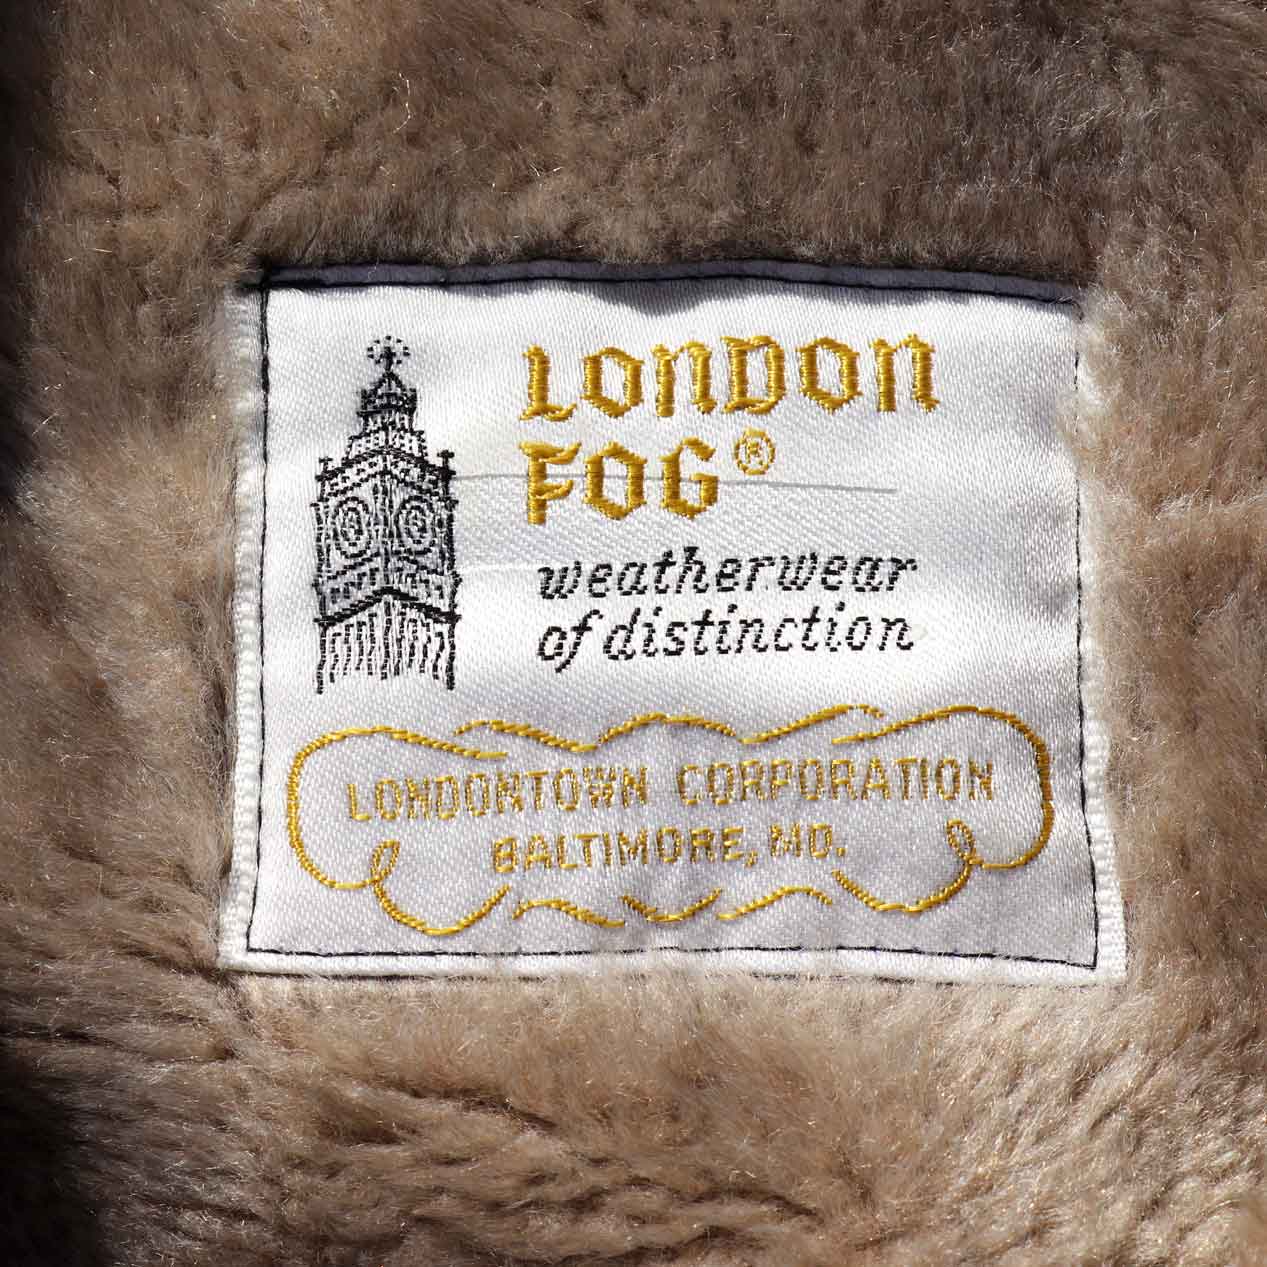 LONDON
FOG®
weatherwear
of distinction
LONDONTOWN CORPORATION
BALTIMORE, MD.